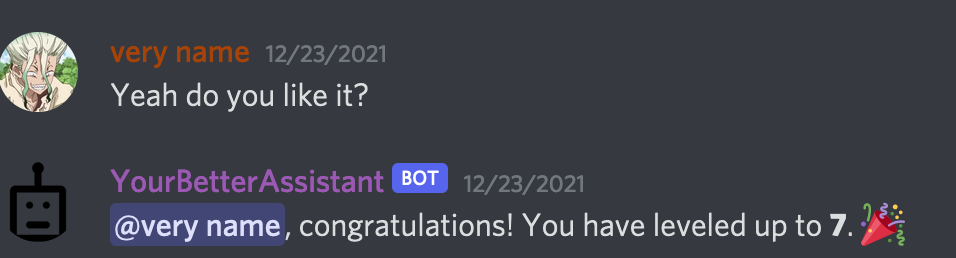 very name 12/23/2021
Yeah do you like it?
YourBetterAssistant BOT 12/23/2021
@very name, congratulations! You have leveled up to 7. 🎉